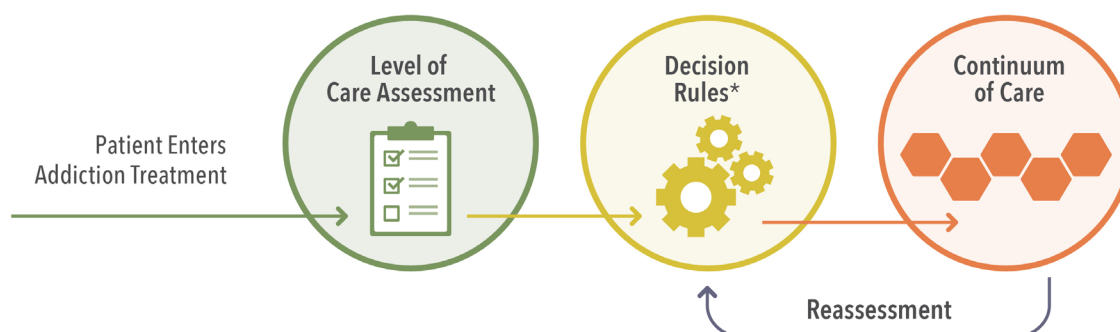 Patient Enters
Addiction Treatment
Level of
Care Assessment
Decision
Rules*
Continuum
of Care
Reassessment